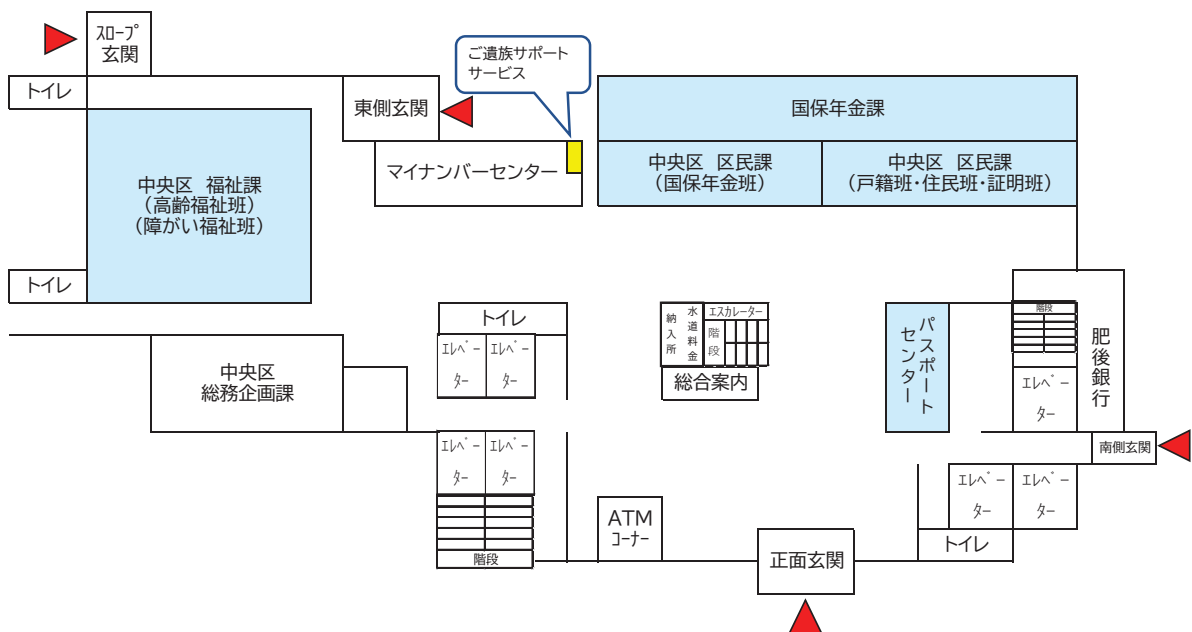 スロープ
玄関
ご遺族サポート
サービス
トイレ
東側玄関
国保年金課
マイナンバーセンター
中央区 区民課
（国保年金班）
中央区 区民課
（戸籍班・住民班・証明班）
中央区 福祉課
（高齢福祉班）
（障がい福祉班）
トイレ
トイレ
エレベー
ター
エレベー
ター
水道料金
納入所
エスカレーター
階段
総合案内
パスポート
センター
階段
肥後銀行
エレベー
ター
中央区
総務企画課
エレベー
ター
エレベー
ター
階段
南側玄関
エレベー
ター
エレベー
ター
トイレ
ATM
コーナー
正面玄関